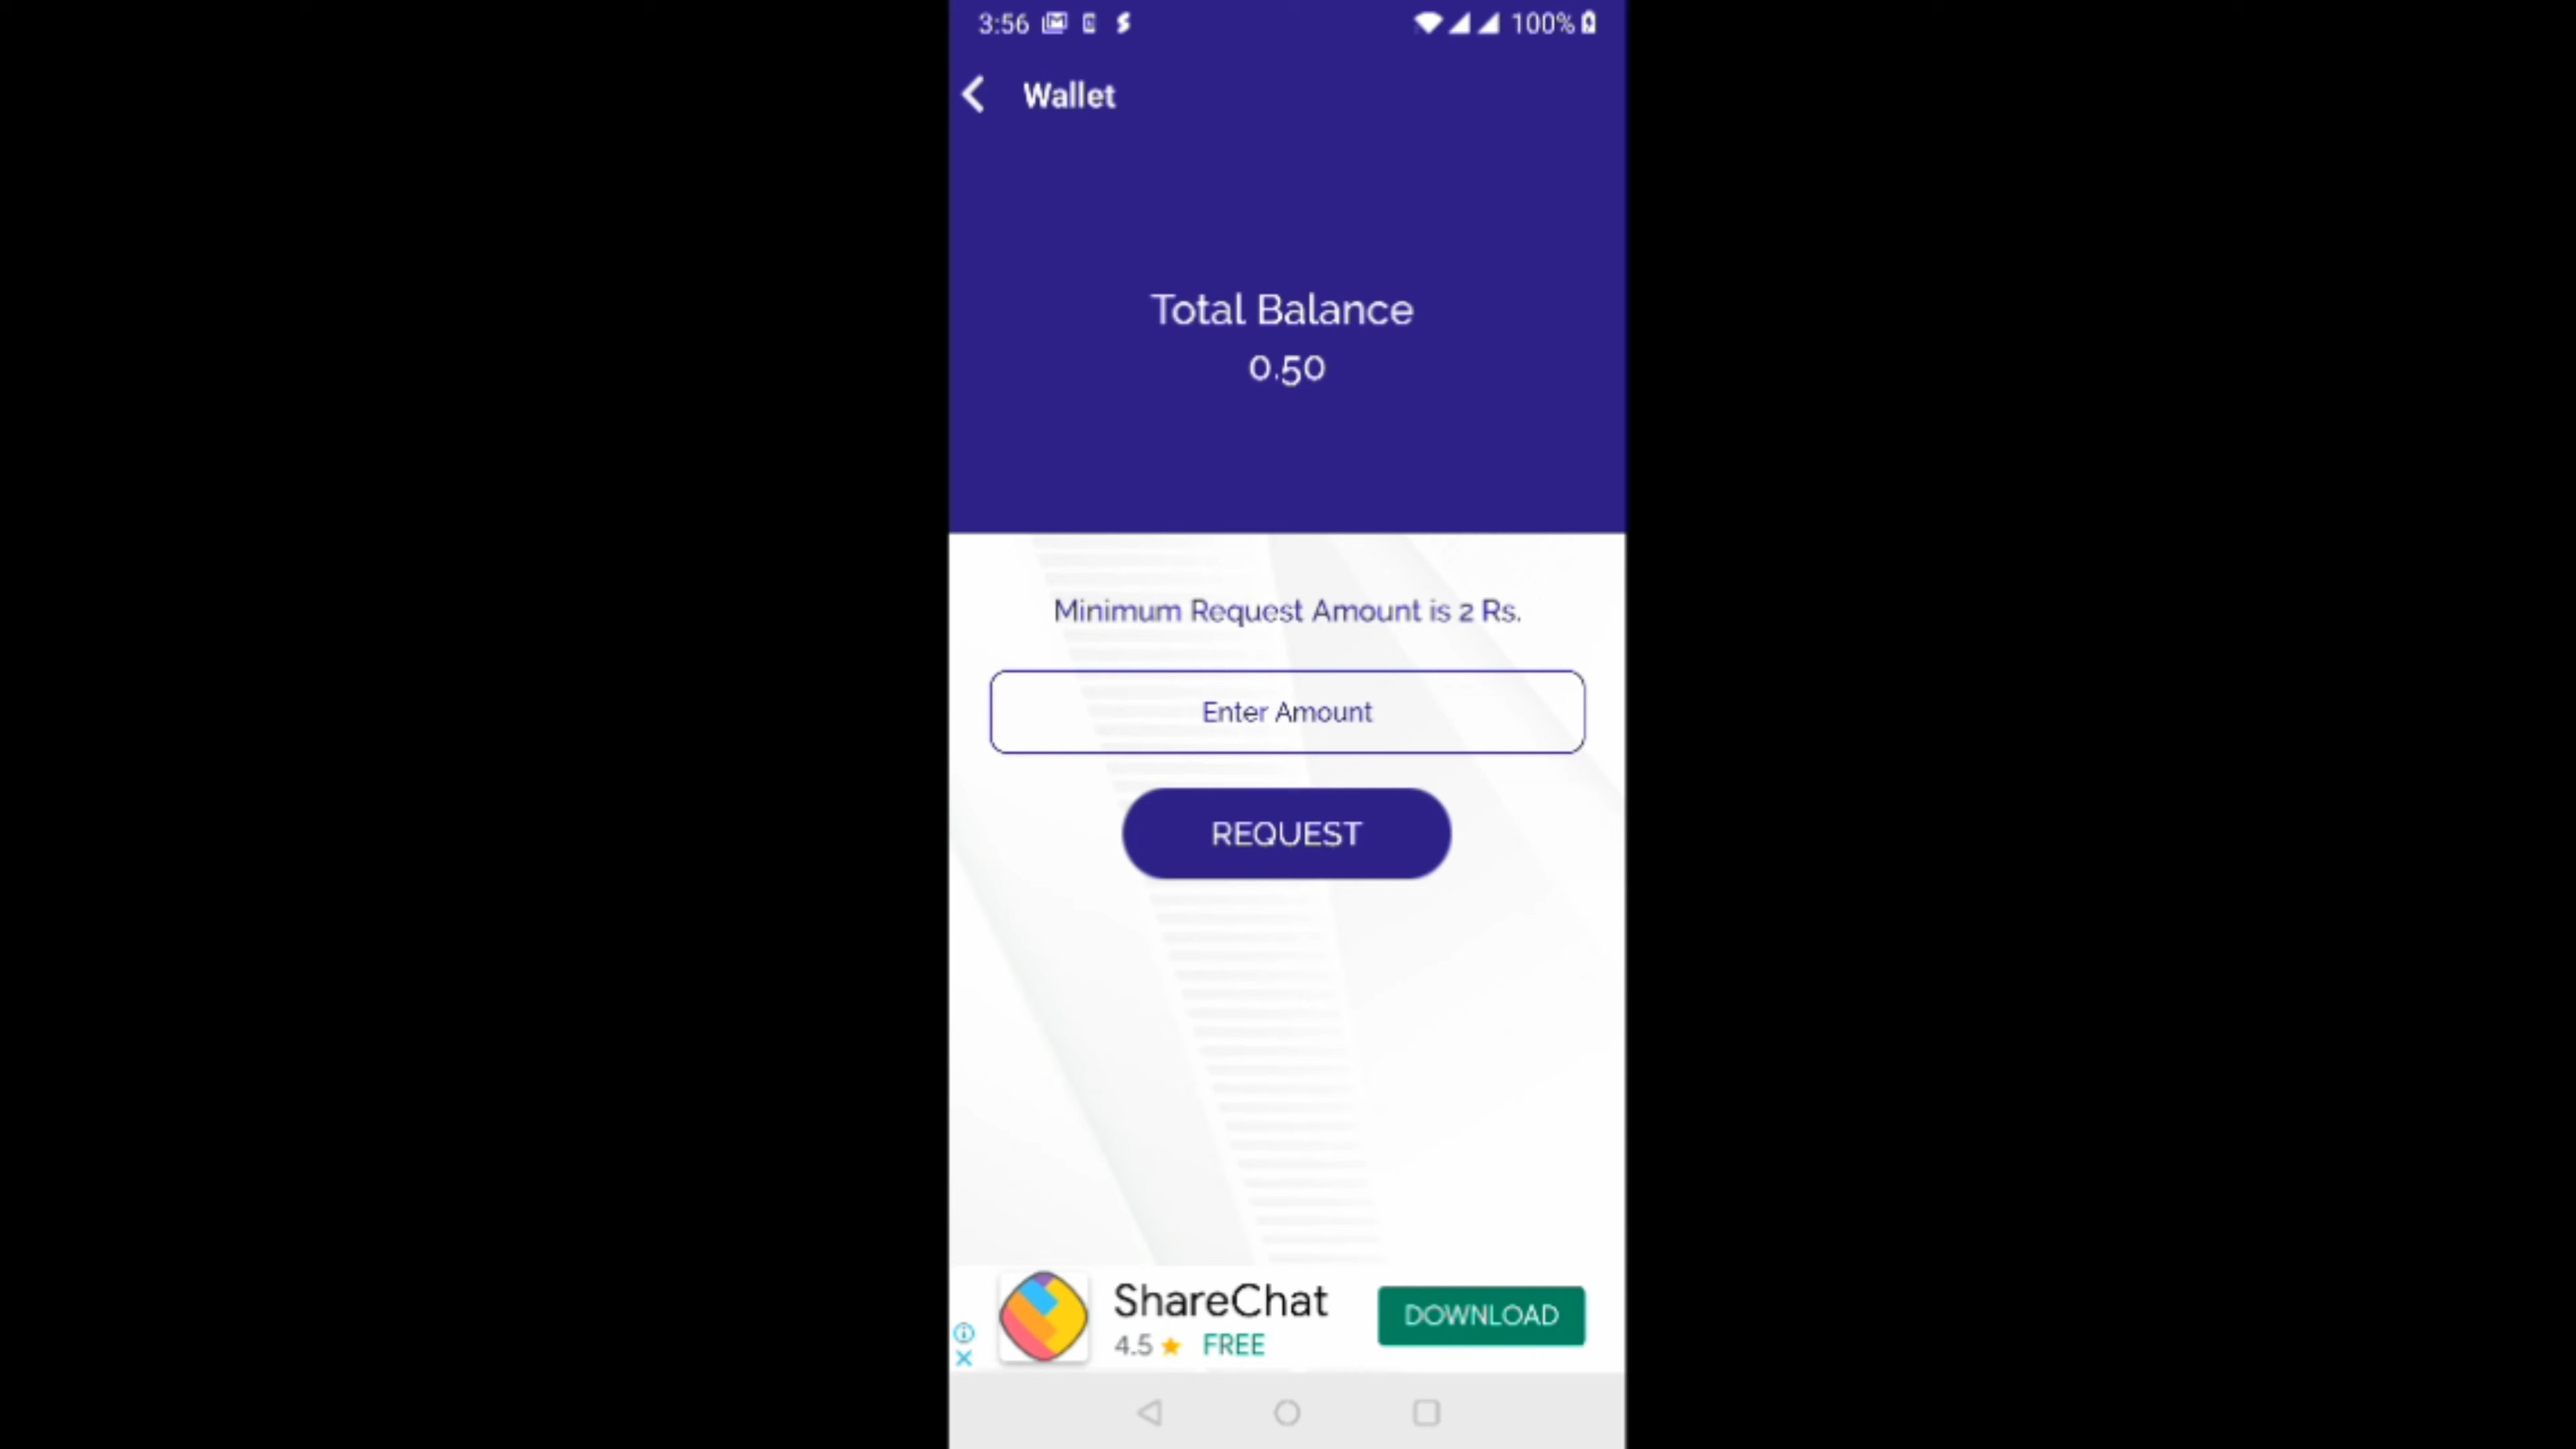 3:56 100%
Wallet
Total Balance
0.50
Minimum Request Amount is 2 Rs.
Enter Amount
REQUEST
ShareChat
4.5 FREE
DOWNLOAD